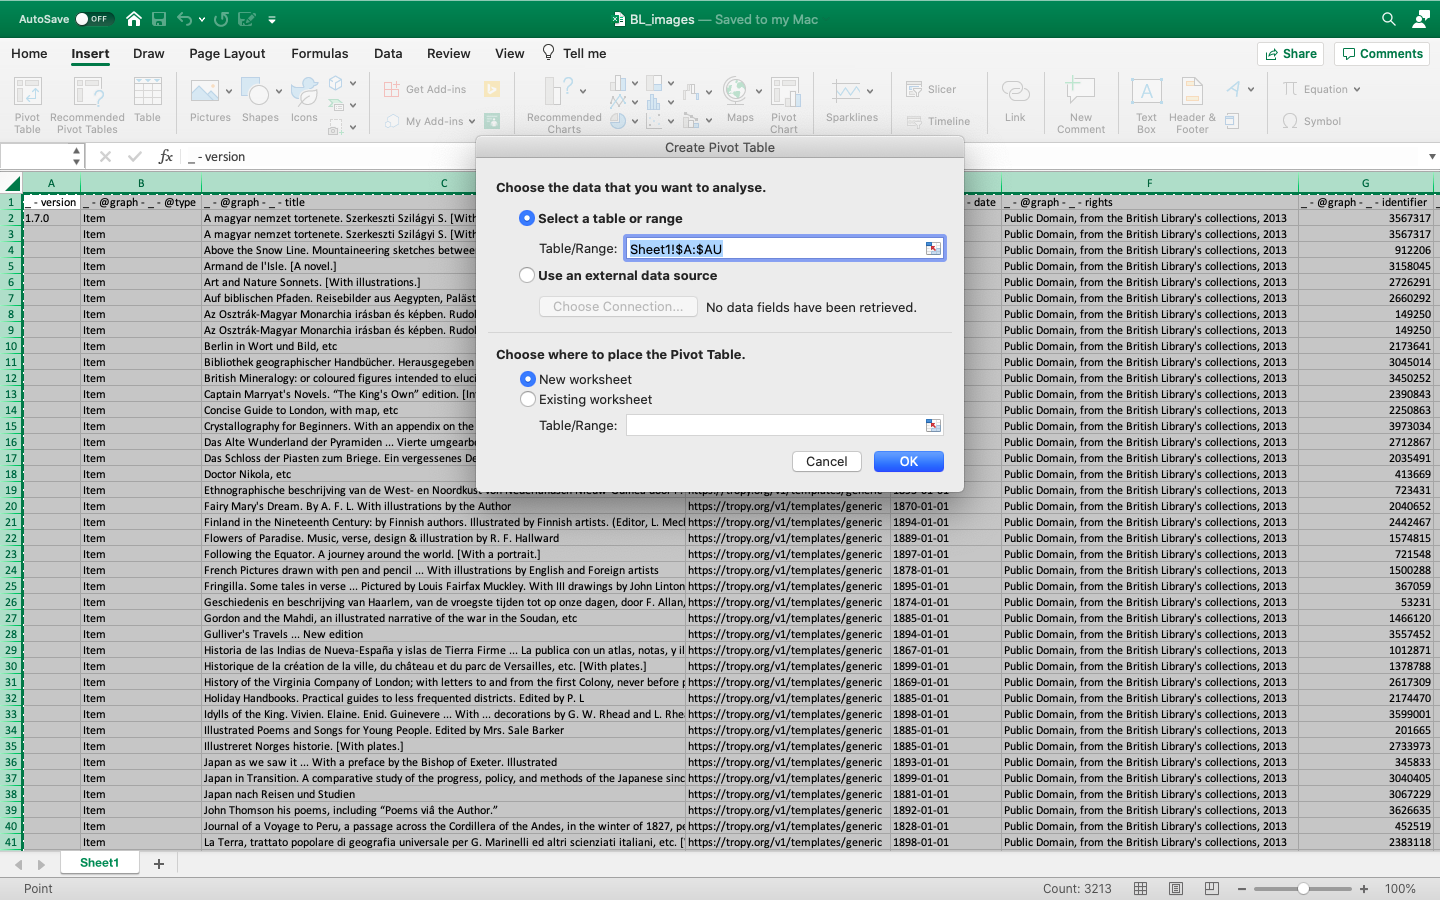 AutoSave OFF
BL_images — Saved to my Mac
Home Insert Draw Page Layout Formulas Data Review View Tell me Share Comments
Pivot Table
Recommended Pivot Tables
Table
Pictures
Shapes
Icons
Get Add-ins
My Add-ins
Recommended Charts
Maps
Pivot Chart
Sparklines
Slicer
Timeline
Link
New Comment
Text Box
Header & Footer
Equation
Symbol
fx _ - version
Create Pivot Table
Choose the data that you want to analyse.
Select a table or range
Table/Range: Sheet1!$A:$AU
Use an external data source
Choose Connection... No data fields have been retrieved.
Choose where to place the Pivot Table.
New worksheet
Existing worksheet
Table/Range:
Cancel OK
A B C F G
1 _ - version _ - @graph - _ - @type _ - @graph - _ - title - date _ - @graph - _ - rights _ - @graph - _ - identifier
2 1.7.0 Item A magyar nemzet tortenete. Szerkeszti Szilágyi S. [With Public Domain, from the British Library's collections, 2013 3567317
3 Item A magyar nemzet tortenete. Szerkeszti Szilágyi S. [With Public Domain, from the British Library's collections, 2013 3567317
4 Item Above the Snow Line. Mountaineering sketches between Public Domain, from the British Library's collections, 2013 912206
5 Item Armand de l'Isle. [A novel.] Public Domain, from the British Library's collections, 2013 3158045
6 Item Art and Nature Sonnets. [With illustrations.] Public Domain, from the British Library's collections, 2013 2726291
7 Item Auf biblischen Pfaden. Reisebilder aus Aegypten, Paläst Public Domain, from the British Library's collections, 2013 2660292
8 Item Az Osztrák-Magyar Monarchia irásban és képben. Rudol Public Domain, from the British Library's collections, 2013 149250
9 Item Az Osztrák-Magyar Monarchia irásban és képben. Rudol Public Domain, from the British Library's collections, 2013 149250
10 Item Berlin in Wort und Bild, etc Public Domain, from the British Library's collections, 2013 2173641
11 Item Bibliothek geographischer Handbücher. Herausgegeben Public Domain, from the British Library's collections, 2013 3045014
12 Item British Mineralogy: or coloured figures intended to eluci Public Domain, from the British Library's collections, 2013 3450252
13 Item Captain Marryat's Novels. “The King's Own” edition. [In Public Domain, from the British Library's collections, 2013 2390843
14 Item Concise Guide to London, with map, etc Public Domain, from the British Library's collections, 2013 2250863
15 Item Crystallography for Beginners. With an appendix on the Public Domain, from the British Library's collections, 2013 3973034
16 Item Das Alte Wunderland der Pyramiden ... Vierte umgearb Public Domain, from the British Library's collections, 2013 2712867
17 Item Das Schloss der Piasten zum Briege. Ein vergessenes De Public Domain, from the British Library's collections, 2013 2035491
18 Item Doctor Nikola, etc Public Domain, from the British Library's collections, 2013 413669
19 Item Ethnographische beschrijving van de West- en Noordkust van Nederlandsch Nieuw-Guinea door F. https://tropy.org/v1/templates/generic 1893-01-01 Public Domain, from the British Library's collections, 2013 723431
20 Item Fairy Mary's Dream. By A. F. L. With illustrations by the Author https://tropy.org/v1/templates/generic 1870-01-01 Public Domain, from the British Library's collections, 2013 2040652
21 Item Finland in the Nineteenth Century: by Finnish authors. Illustrated by Finnish artists. (Editor, L. Mecl https://tropy.org/v1/templates/generic 1894-01-01 Public Domain, from the British Library's collections, 2013 2442467
22 Item Flowers of Paradise. Music, verse, design & illustration by R. F. Hallward https://tropy.org/v1/templates/generic 1889-01-01 Public Domain, from the British Library's collections, 2013 1574815
23 Item Following the Equator. A journey around the world. [With a portrait.] https://tropy.org/v1/templates/generic 1897-01-01 Public Domain, from the British Library's collections, 2013 721548
24 Item French Pictures drawn with pen and pencil ... With illustrations by English and Foreign artists https://tropy.org/v1/templates/generic 1878-01-01 Public Domain, from the British Library's collections, 2013 1500288
25 Item Fringilla. Some tales in verse ... Pictured by Louis Fairfax Muckley. With III drawings by John Linton https://tropy.org/v1/templates/generic 1895-01-01 Public Domain, from the British Library's collections, 2013 367059
26 Item Geschiedenis en beschrijving van Haarlem, van de vroegste tijden tot op onze dagen, door F. Allan, https://tropy.org/v1/templates/generic 1874-01-01 Public Domain, from the British Library's collections, 2013 53231
27 Item Gordon and the Mahdi, an illustrated narrative of the war in the Soudan, etc https://tropy.org/v1/templates/generic 1885-01-01 Public Domain, from the British Library's collections, 2013 1466120
28 Item Gulliver's Travels ... New edition https://tropy.org/v1/templates/generic 1894-01-01 Public Domain, from the British Library's collections, 2013 3557452
29 Item Historia de las Indias de Nueva-España y islas de Tierra Firme ... La publica con un atlas, notas, y il https://tropy.org/v1/templates/generic 1867-01-01 Public Domain, from the British Library's collections, 2013 1012871
30 Item Historique de la création de la ville, du château et du parc de Versailles, etc. [With plates.] https://tropy.org/v1/templates/generic 1899-01-01 Public Domain, from the British Library's collections, 2013 1378788
31 Item History of the Virginia Company of London; with letters to and from the first Colony, never before p https://tropy.org/v1/templates/generic 1869-01-01 Public Domain, from the British Library's collections, 2013 2617309
32 Item Holiday Handbooks. Practical guides to less frequented districts. Edited by P. L https://tropy.org/v1/templates/generic 1885-01-01 Public Domain, from the British Library's collections, 2013 2174470
33 Item Idylls of the King. Vivien. Elaine. Enid. Guinevere ... With ... decorations by G. W. Rhead and L. Rhea https://tropy.org/v1/templates/generic 1898-01-01 Public Domain, from the British Library's collections, 2013 3599001
34 Item Illustrated Poems and Songs for Young People. Edited by Mrs. Sale Barker https://tropy.org/v1/templates/generic 1885-01-01 Public Domain, from the British Library's collections, 2013 201665
35 Item Illustreret Norges historie. [With plates.] https://tropy.org/v1/templates/generic 1885-01-01 Public Domain, from the British Library's collections, 2013 2733973
36 Item Japan as we saw it ... With a preface by the Bishop of Exeter. Illustrated https://tropy.org/v1/templates/generic 1893-01-01 Public Domain, from the British Library's collections, 2013 345833
37 Item Japan in Transition. A comparative study of the progress, policy, and methods of the Japanese sinc https://tropy.org/v1/templates/generic 1899-01-01 Public Domain, from the British Library's collections, 2013 3040405
38 Item Japan nach Reisen und Studien https://tropy.org/v1/templates/generic 1881-01-01 Public Domain, from the British Library's collections, 2013 3067229
39 Item John Thomson his poems, including “Poems viâ the Author.” https://tropy.org/v1/templates/generic 1892-01-01 Public Domain, from the British Library's collections, 2013 3626635
40 Item Journal of a Voyage to Peru, a passage across the Cordillera of the Andes, in the winter of 1827, pe https://tropy.org/v1/templates/generic 1828-01-01 Public Domain, from the British Library's collections, 2013 452519
41 Item La Terra, trattato popolare di geografia universale per G. Marinelli ed altri scienziati italiani, etc. [ https://tropy.org/v1/templates/generic 1898-01-01 Public Domain, from the British Library's collections, 2013 2383118
Sheet1 +
Point Count: 3213 100%